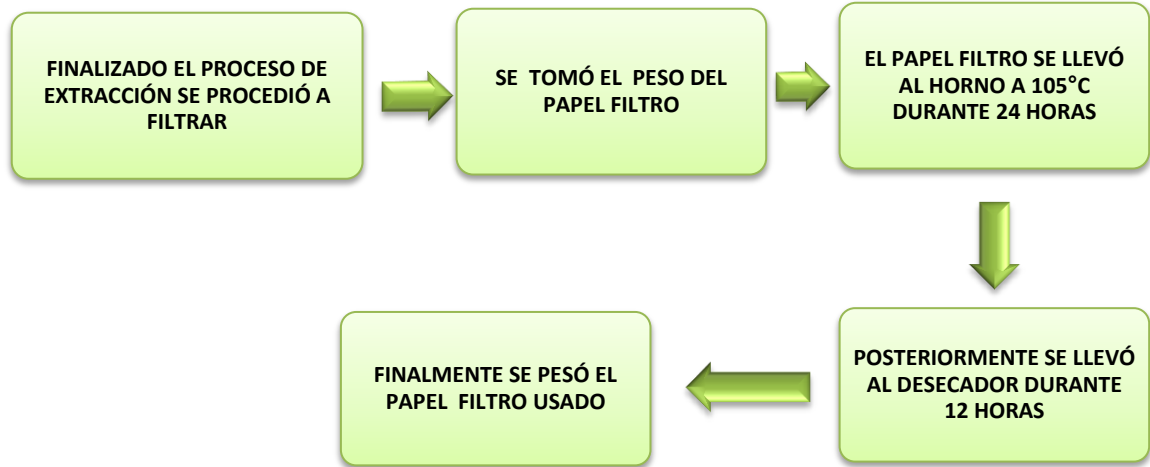 FINALIZADO EL PROCESO DE
EXTRACCIÓN SE PROCEDIÓ A
FILTRAR
SE TOMÓ EL PESO DEL
PAPEL FILTRO
EL PAPEL FILTRO SE LLEVÓ
AL HORNO A 105°C
DURANTE 24 HORAS
POSTERIORMENTE SE LLEVÓ
AL DESECADOR DURANTE
12 HORAS
FINALMENTE SE PESÓ EL
PAPEL FILTRO USADO